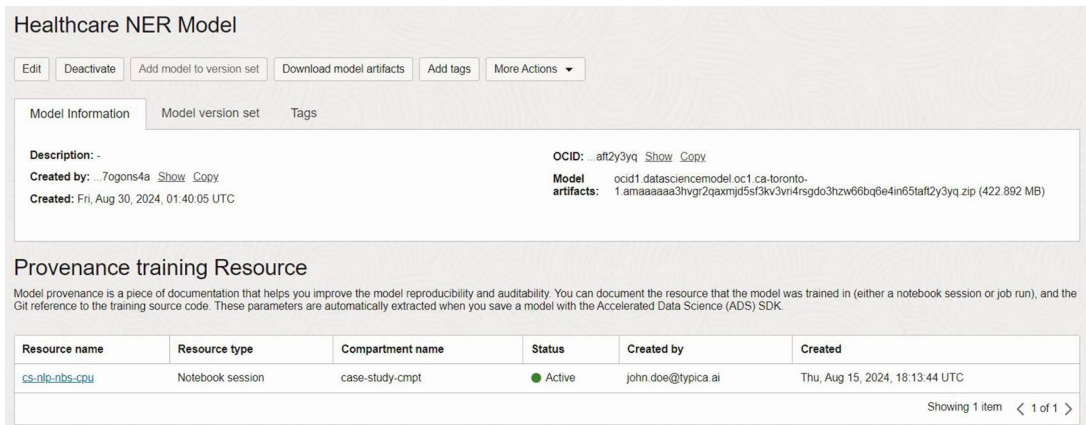 Healthcare NER Model
Edit Deactivate Add model to version set Download model artifacts Add tags More Actions
Model Information Model version set Tags
Description: -
Created by: ...7ogons4a Show Copy
Created: Fri, Aug 30, 2024, 01:40:05 UTC
OCID: ...aft2y3yq Show Copy
Model artifacts: ocid1.datasciencemodel.oc1.ca-toronto-
1.amaaaaaa3hvgr2qaxmjd5sf3kv3vri4rsgdo3hzw66bq6e4in65taft2y3yq.zip (422.892 MB)
Provenance training Resource
Model provenance is a piece of documentation that helps you improve the model reproducibility and auditability. You can document the resource that the model was trained in (either a notebook session or job run), and the
Git reference to the training source code. These parameters are automatically extracted when you save a model with the Accelerated Data Science (ADS) SDK.
Resource name Resource type Compartment name Status Created by Created
cs-nlp-nbs-cpu Notebook session case-study-cmpt Active john.doe@typica.ai Thu, Aug 15, 2024, 18:13:44 UTC
Showing 1 item < 1 of 1 >